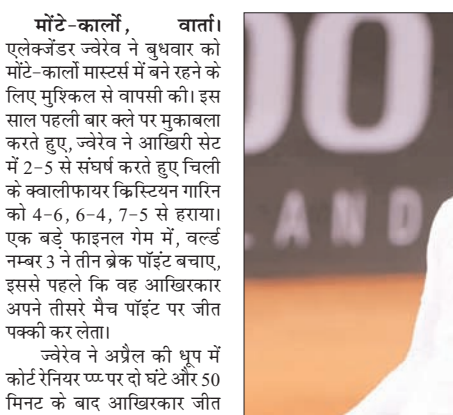 मोंटे-कार्लो, वार्ता।
एलेक्जेंडर ज्वेरेव ने बुधवार को
मोंटे-कार्लो मास्टर्स में बने रहने के
लिए मुश्किल से वापसी की। इस
साल पहली बार क्ले पर मुकाबला
करते हुए, ज्वेरेव ने आखिरी सेट
में 2-5 से संघर्ष करते हुए चिली
के क्वालीफायर क्रिस्टियन गारिन
को 4-6, 6-4, 7-5 से हराया।
एक बड़े फाइनल गेम में, वर्ल्ड
नम्बर 3 ने तीन ब्रेक पॉइंट बचाए,
इससे पहले कि वह आखिरकार
अपने तीसरे मैच पॉइंट पर जीत
पक्की कर लेता।
ज्वेरेव ने अप्रैल की धूप में
कोर्ट रेनियर प्प्प पर दो घंटे और 50
मिनट के बाद आखिरकार जीत
OO
LAND